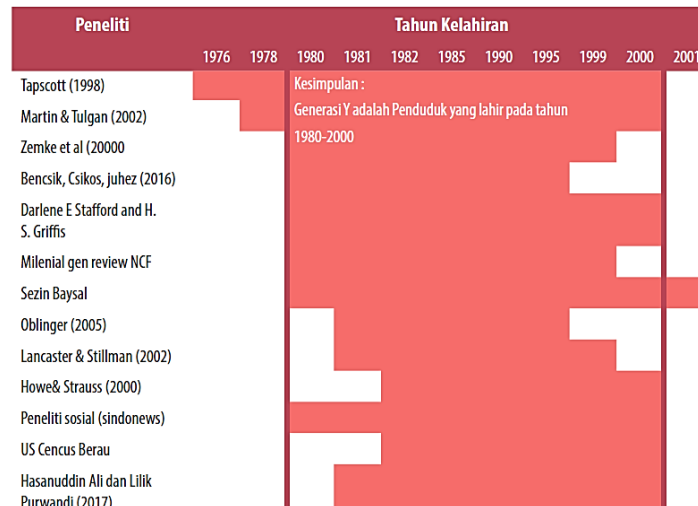 Peneliti
Tahun Kelahiran
1976 1978 1980 1981 1982 1985 1990 1995 1999 2000 2001
Tapscott (1998)
Kesimpulan :
Martin & Tulgan (2002)
Generasi Y adalah Penduduk yang lahir pada tahun
1980-2000
Zemke et al (20000
Bencsik, Csikos, juhez (2016)
Darlene E Stafford and H.
S. Griffis
Milenial gen review NCF
Sezin Baysal
Oblinger (2005)
Lancaster & Stillman (2002)
Howe& Strauss (2000)
Peneliti sosial (sindonews)
US Cencus Berau
Hasanuddin Ali dan Lilik
Purwandi (2017)